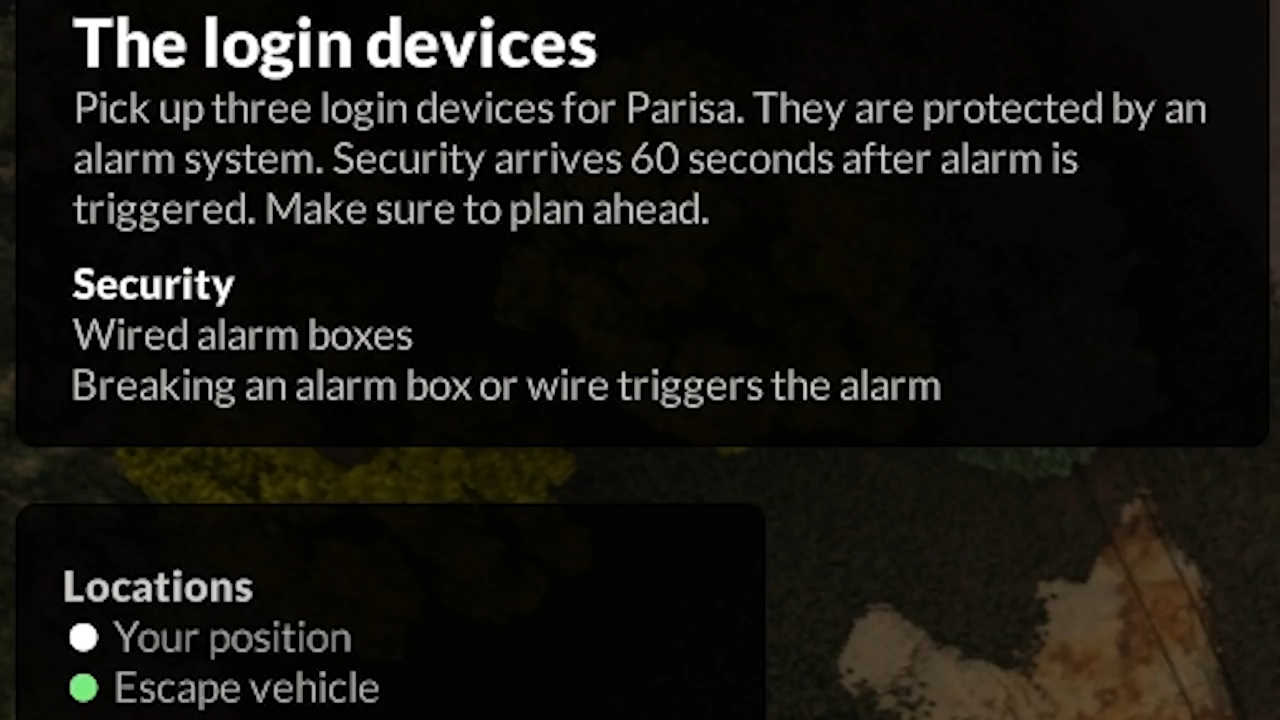 The login devices
Pick up three login devices for Parisa. They are protected by an
alarm system. Security arrives 60 seconds after alarm is
triggered. Make sure to plan ahead.
Security
Wired alarm boxes
Breaking an alarm box or wire triggers the alarm
Locations
Your position
Escape vehicle